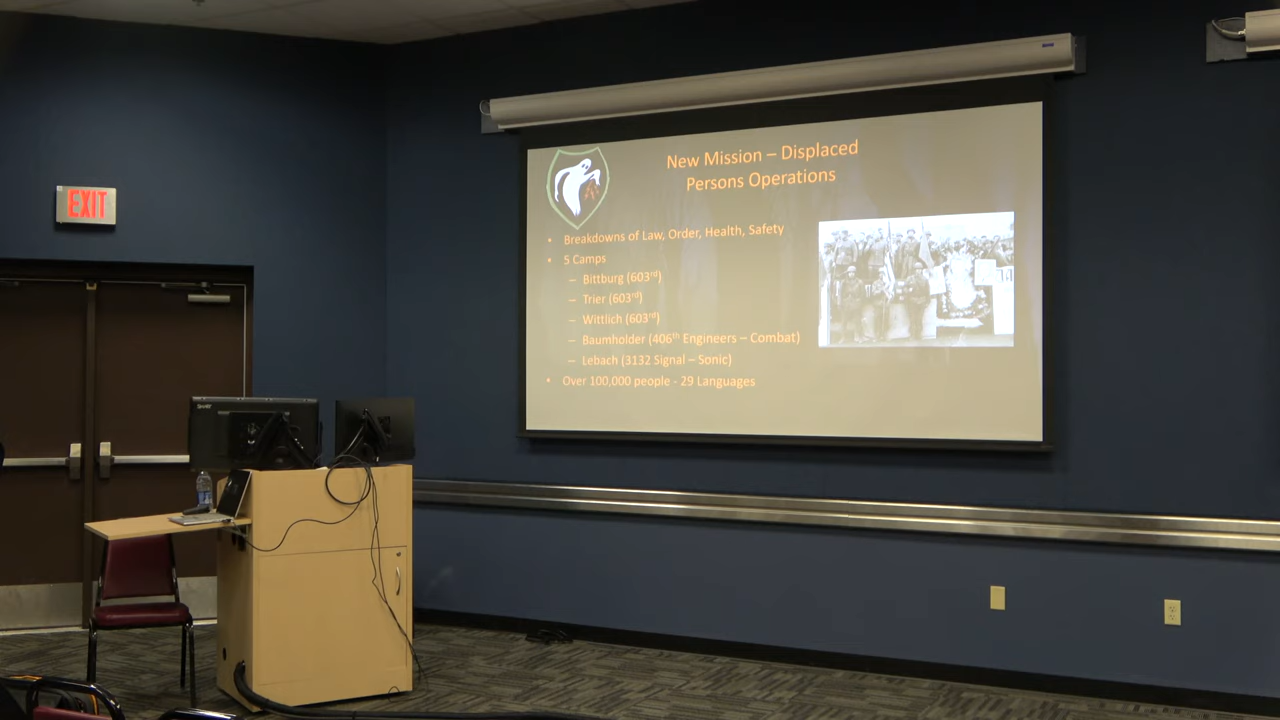 EXIT
New Mission – Displaced
Persons Operations
• Breakdowns of Law, Order, Health, Safety
• 5 Camps
– Bittburg (603rd)
– Trier (603rd)
– Wittlich (603rd)
– Baumholder (406th Engineers – Combat)
– Lebach (3132 Signal – Sonic)
• Over 100,000 people - 29 Languages